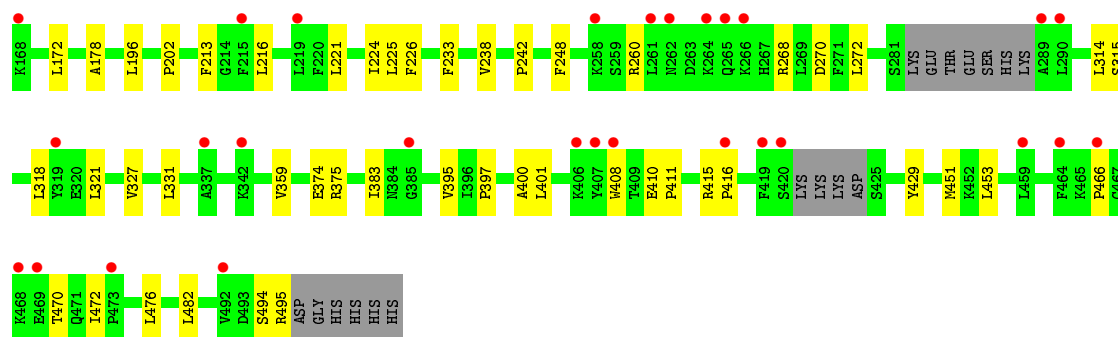 K168 L172 A178 L196 P202 F213 G214 F215 L216 L219 F220 L221 I224 L225 F226 F233 V238 P242 F248 K258 S259 R260 L261 N262 D263 K264 Q265 K266 H267 R268 L269 D270 F271 L272 S281 LYS GLU THR GLU SER HIS LYS A289 L290 L314 S315
L318 Y319 E320 L321 V327 L331 A337 K342 V359 E374 R375 I383 N384 G385 V395 I396 P397 A400 L401 K406 Y407 W408 T409 E410 P411 R415 P416 F419 S420 LYS LYS LYS ASP S425 Y429 M451 K452 L453 L459 F464 K465 P466 G467
K468 E469 T470 Q471 I472 P473 L476 L482 V492 D493 S494 R495 ASP GLY HIS HIS HIS HIS